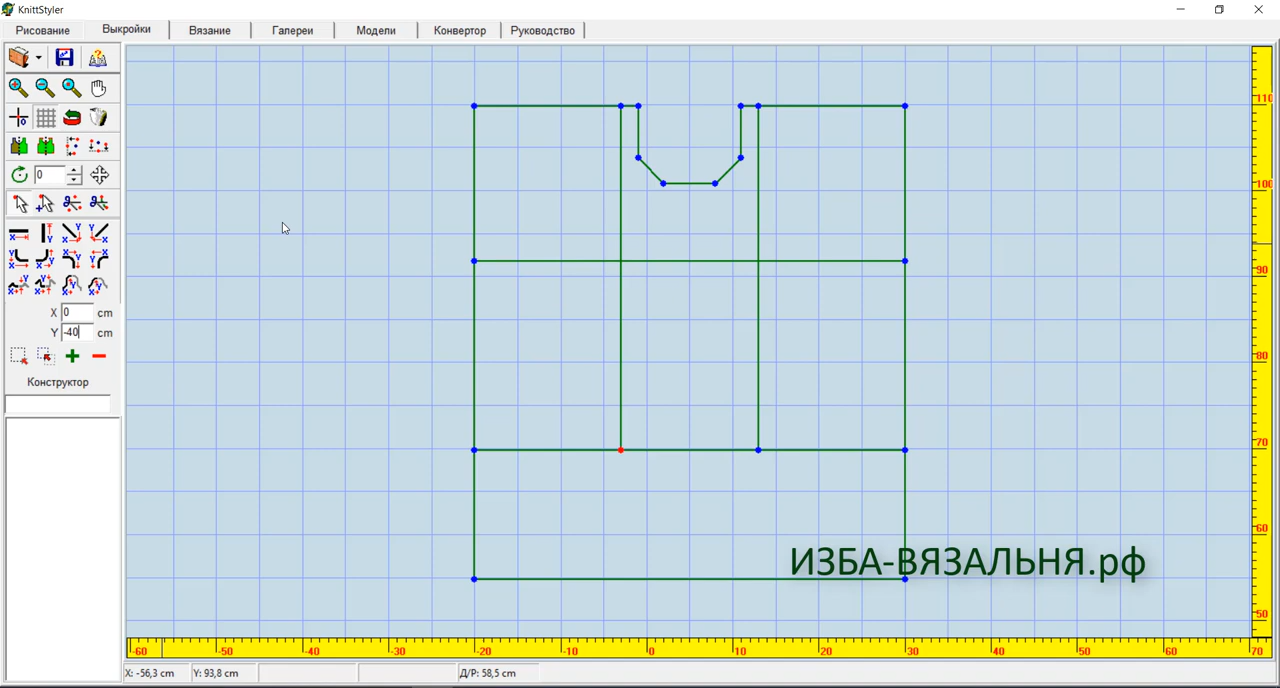 KnittStyler
Рисование Выкройки Вязание Галереи Модели Конвертор Руководство
0
X 0 cm
Y -40 cm
Конструктор
110
100
90
80
70
60
50
-60 -50 -40 -30 -20 -10 0 10 20 30 40 50 60 70
ИЗБА-ВЯЗАЛЬНЯ.рф
X: -56,3 cm Y: 93,8 cm Д/Р: 58,5 cm